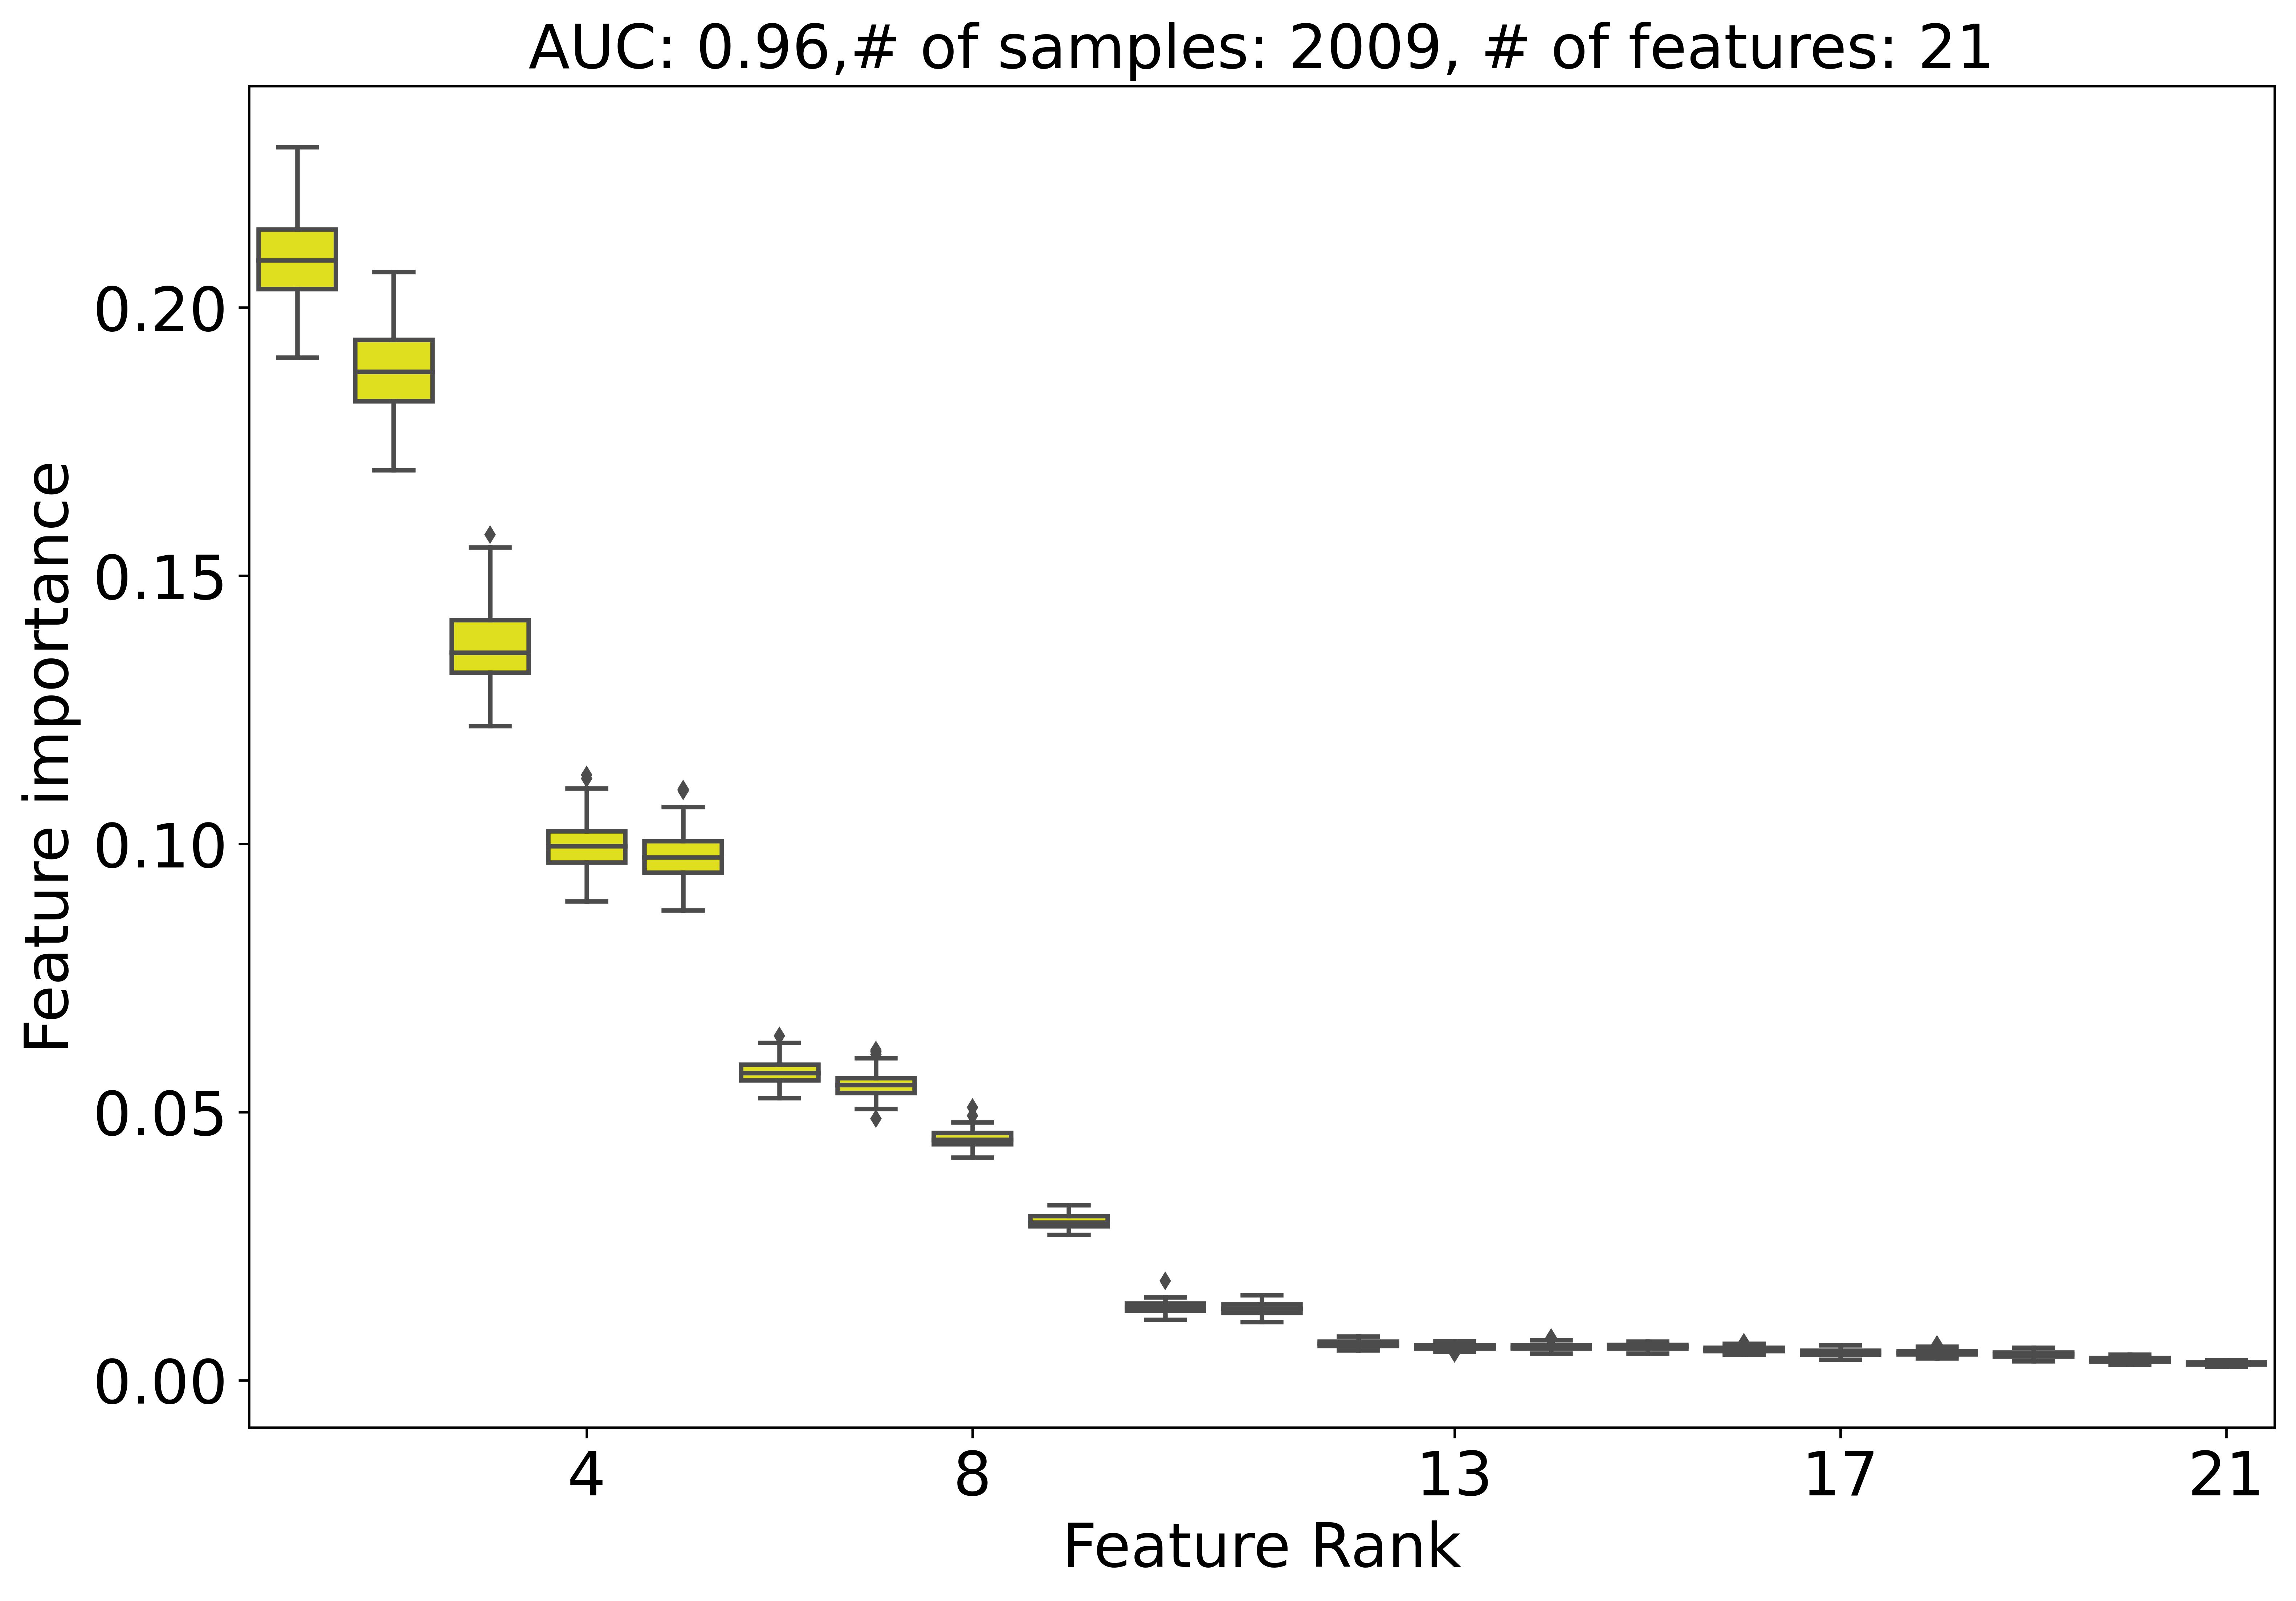 AUC: 0.96,# of samples: 2009, # of features: 21
Feature importance
0.20
0.15
0.10
0.05
0.00
4 8 13 17 21
Feature Rank